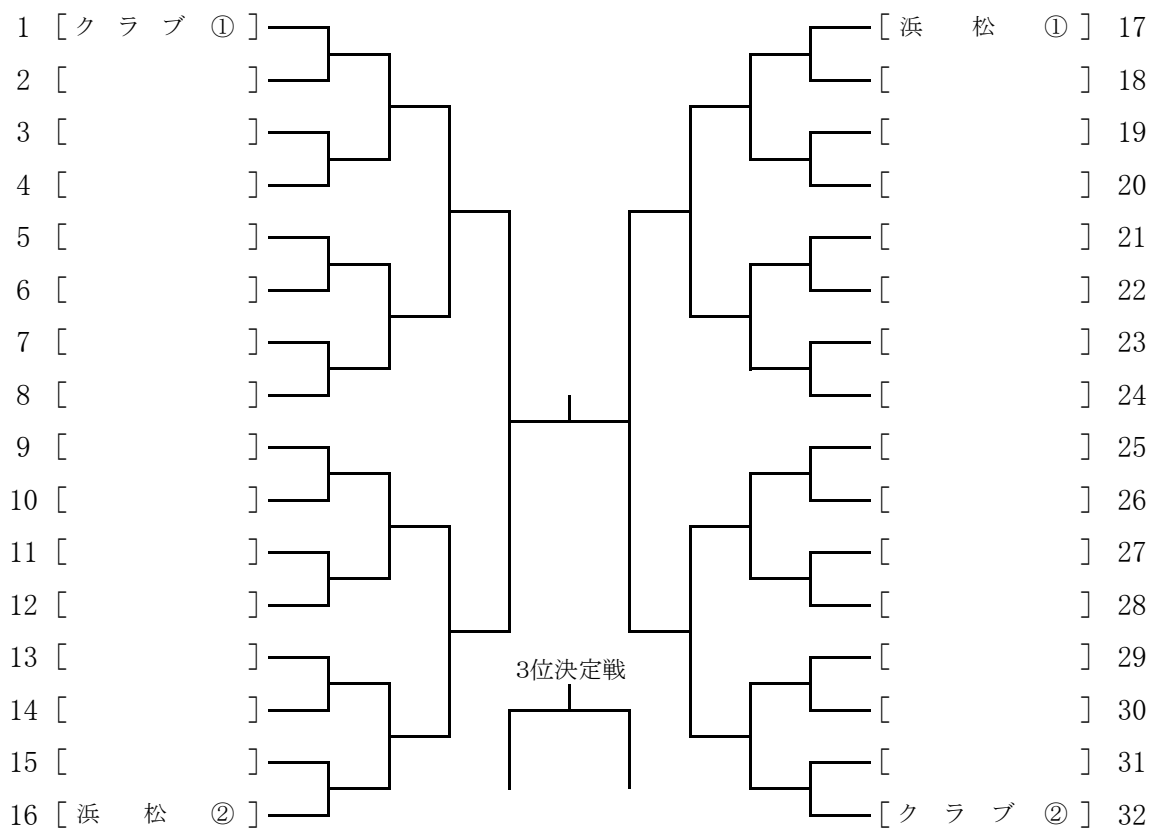 1 [クラブ①] [浜松①] 17
2 [ ] [ ] 18
3 [ ] [ ] 19
4 [ ] [ ] 20
5 [ ] [ ] 21
6 [ ] [ ] 22
7 [ ] [ ] 23
8 [ ] [ ] 24
9 [ ] [ ] 25
10 [ ] [ ] 26
11 [ ] [ ] 27
12 [ ] [ ] 28
13 [ ] [ ] 29
3位決定戦
14 [ ] [ ] 30
15 [ ] [ ] 31
16 [浜松②] [クラブ②] 32